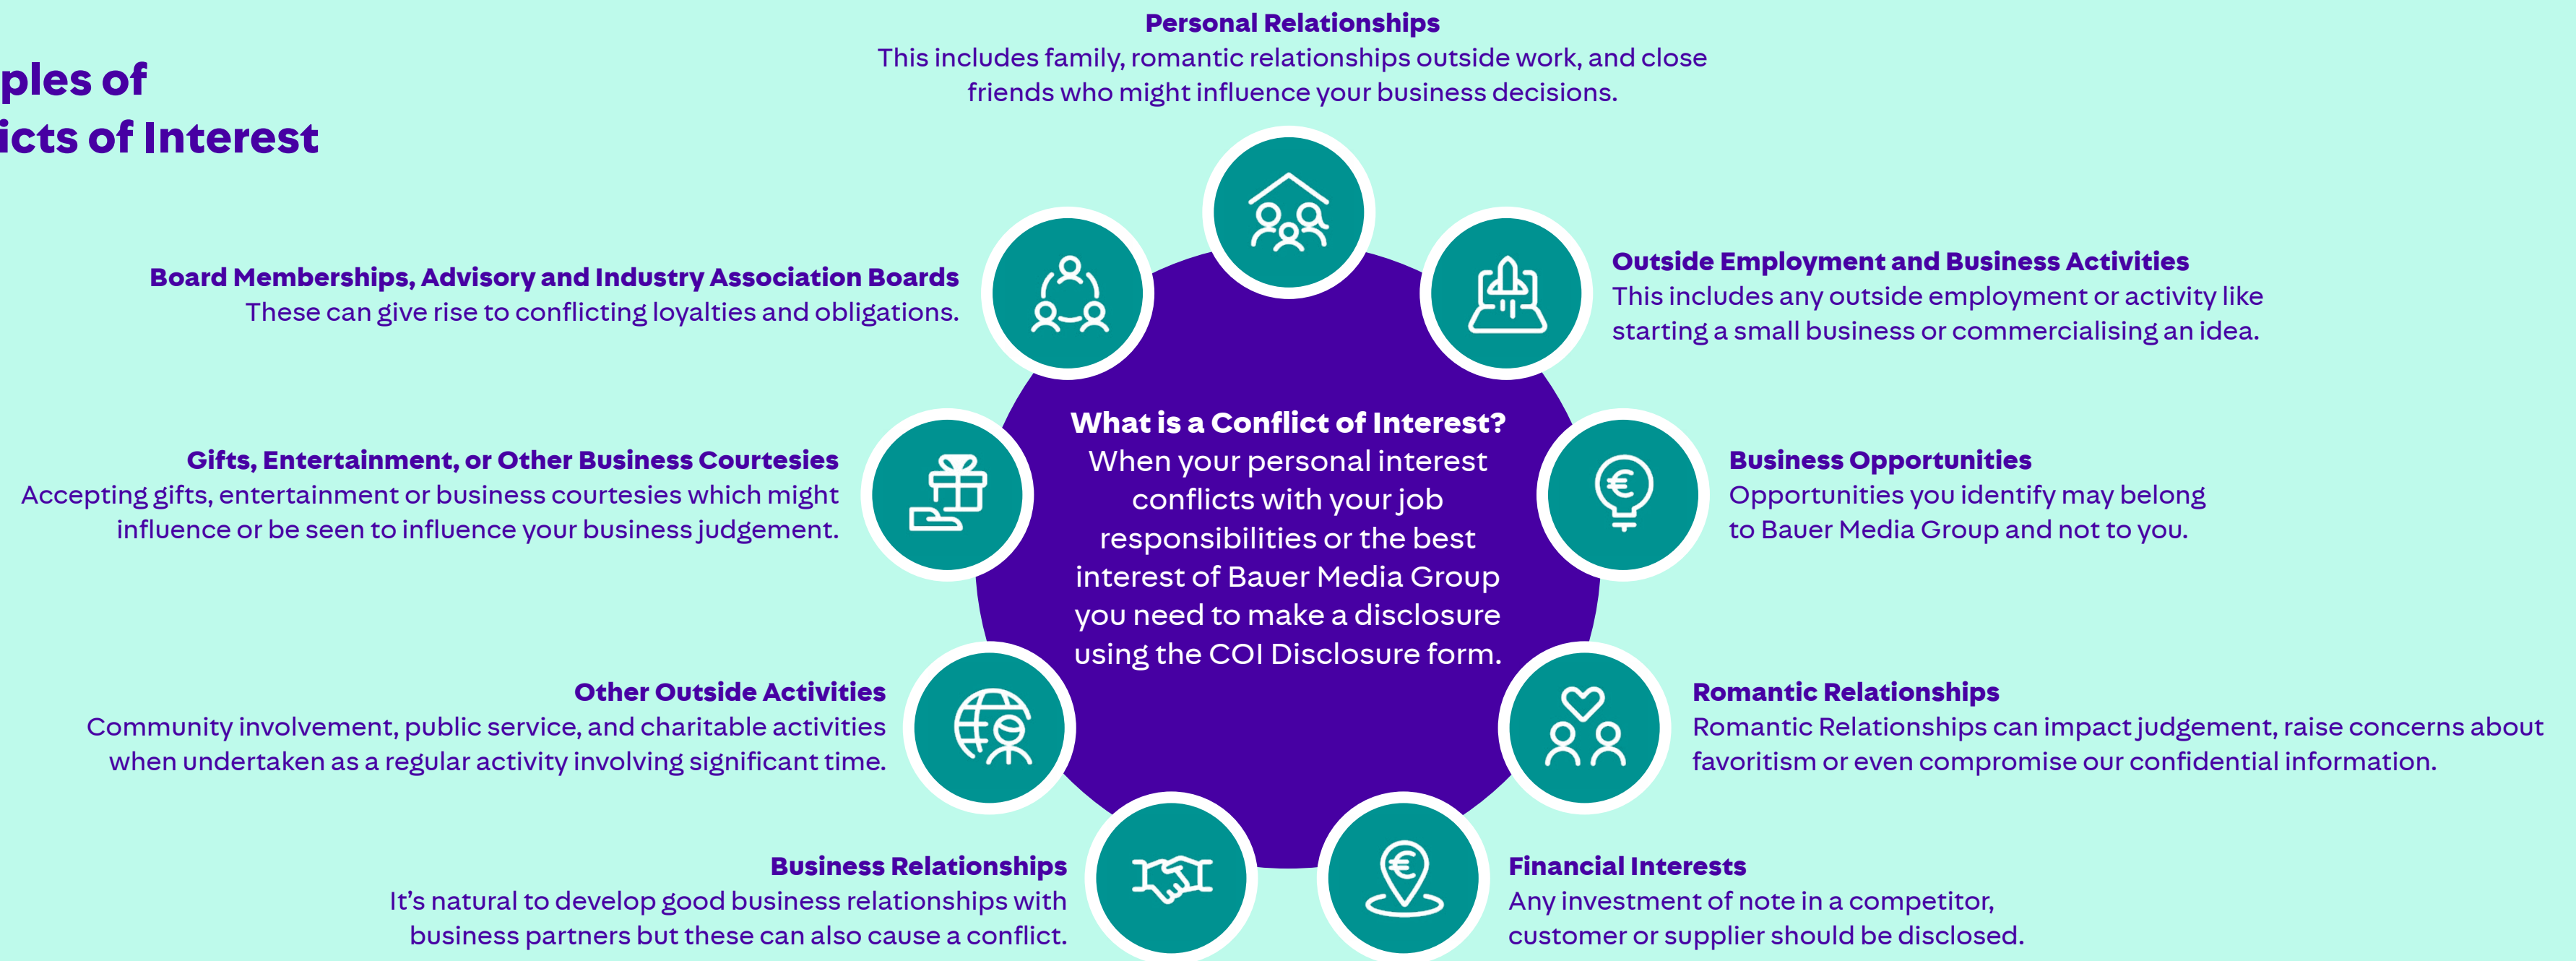 ples of
icts of Interest
Personal Relationships
This includes family, romantic relationships outside work, and close
friends who might influence your business decisions.
Board Memberships, Advisory and Industry Association Boards
These can give rise to conflicting loyalties and obligations.
Outside Employment and Business Activities
This includes any outside employment or activity like
starting a small business or commercialising an idea.
What is a Conflict of Interest?
When your personal interest
conflicts with your job
responsibilities or the best
interest of Bauer Media Group
you need to make a disclosure
using the COI Disclosure form.
Gifts, Entertainment, or Other Business Courtesies
Accepting gifts, entertainment or business courtesies which might
influence or be seen to influence your business judgement.
Business Opportunities
Opportunities you identify may belong
to Bauer Media Group and not to you.
Other Outside Activities
Community involvement, public service, and charitable activities
when undertaken as a regular activity involving significant time.
Romantic Relationships
Romantic Relationships can impact judgement, raise concerns about
favoritism or even compromise our confidential information.
Business Relationships
It's natural to develop good business relationships with
business partners but these can also cause a conflict.
Financial Interests
Any investment of note in a competitor,
customer or supplier should be disclosed.
€
€